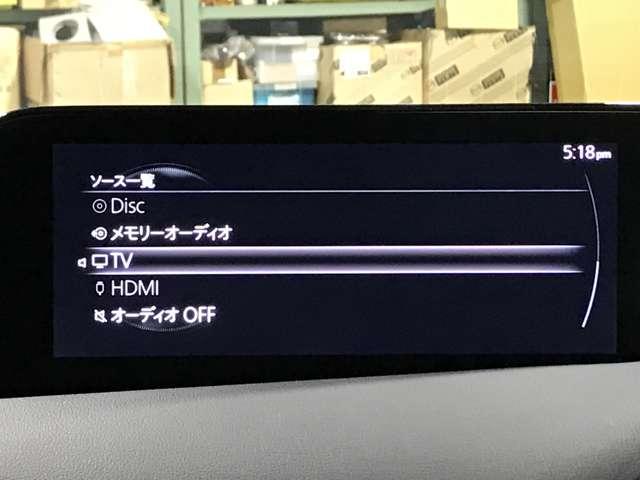 5:18pm
ソース一覧
Disc
メモリーオーディオ
TV
HDMI
オーディオ OFF